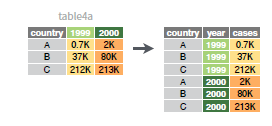 table4a
country 1999 2000
A 0.7K 2K
B 37K 80K
C 212K 213K
country year cases
A 1999 0.7K
B 1999 37K
C 1999 212K
A 2000 2K
B 2000 80K
C 2000 213K